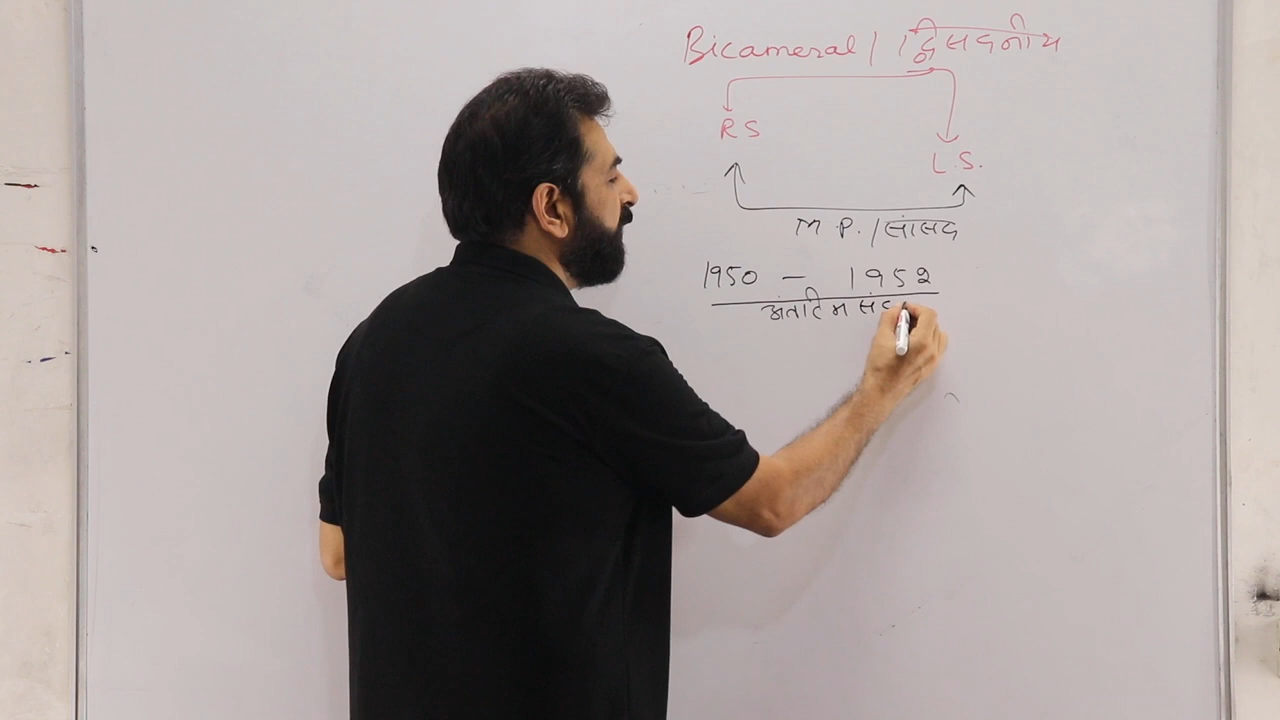 Bicameral / द्विसदनीय
RS
L.S.
M.P. / सांसद
1950 – 1952
अंतरिम सं